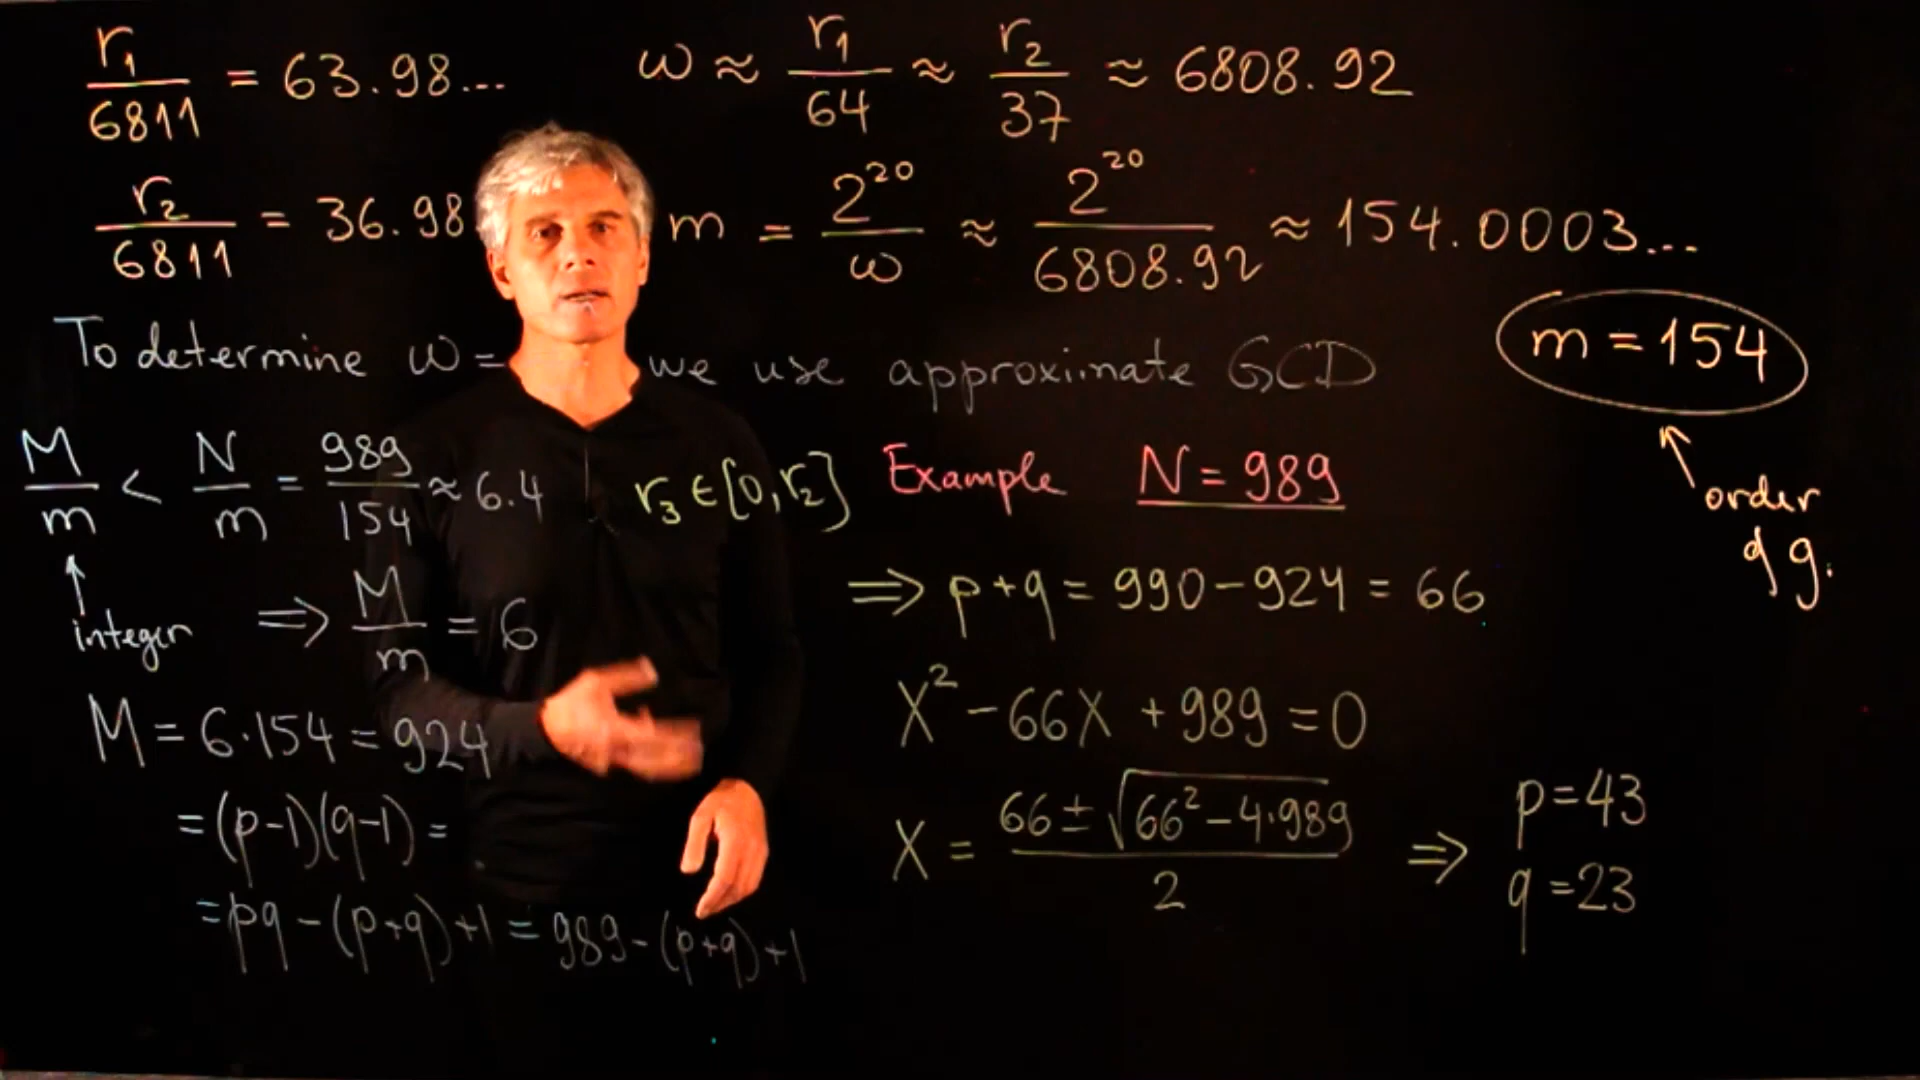 r₁/6811 = 63.98... ω ≈ r₁/64 ≈ r₂/37 ≈ 6808.92
r₂/6811 = 36.98 m = 2²⁰/ω ≈ 2²⁰/6808.92 ≈ 154.0003...
To determine ω = we use approximate GCD
m = 154
order of g.
M/m < N/m = 989/154 ≈ 6.4
integer
⇒ M/m = 6
M = 6·154 = 924
= (p-1)(q-1) =
= pq - (p+q) + 1 = 989 - (p+q) + 1
r₃ ∈ [0, r₂]
Example N = 989
⇒ p+q = 990 - 924 = 66
X² - 66X + 989 = 0
X = (66 ± √(66² - 4·989))/2 ⇒ p = 43
q = 23